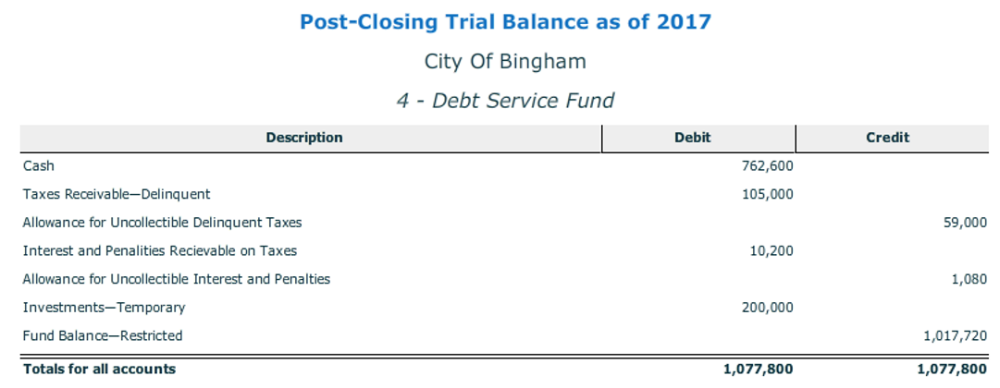 Post-Closing Trial Balance as of 2017
City Of Bingham
4 - Debt Service Fund
Description Debit Credit
Cash 762,600
Taxes Receivable—Delinquent 105,000
Allowance for Uncollectible Delinquent Taxes 59,000
Interest and Penalities Recievable on Taxes 10,200
Allowance for Uncollectible Interest and Penalties 1,080
Investments—Temporary 200,000
Fund Balance—Restricted 1,017,720
Totals for all accounts 1,077,800 1,077,800